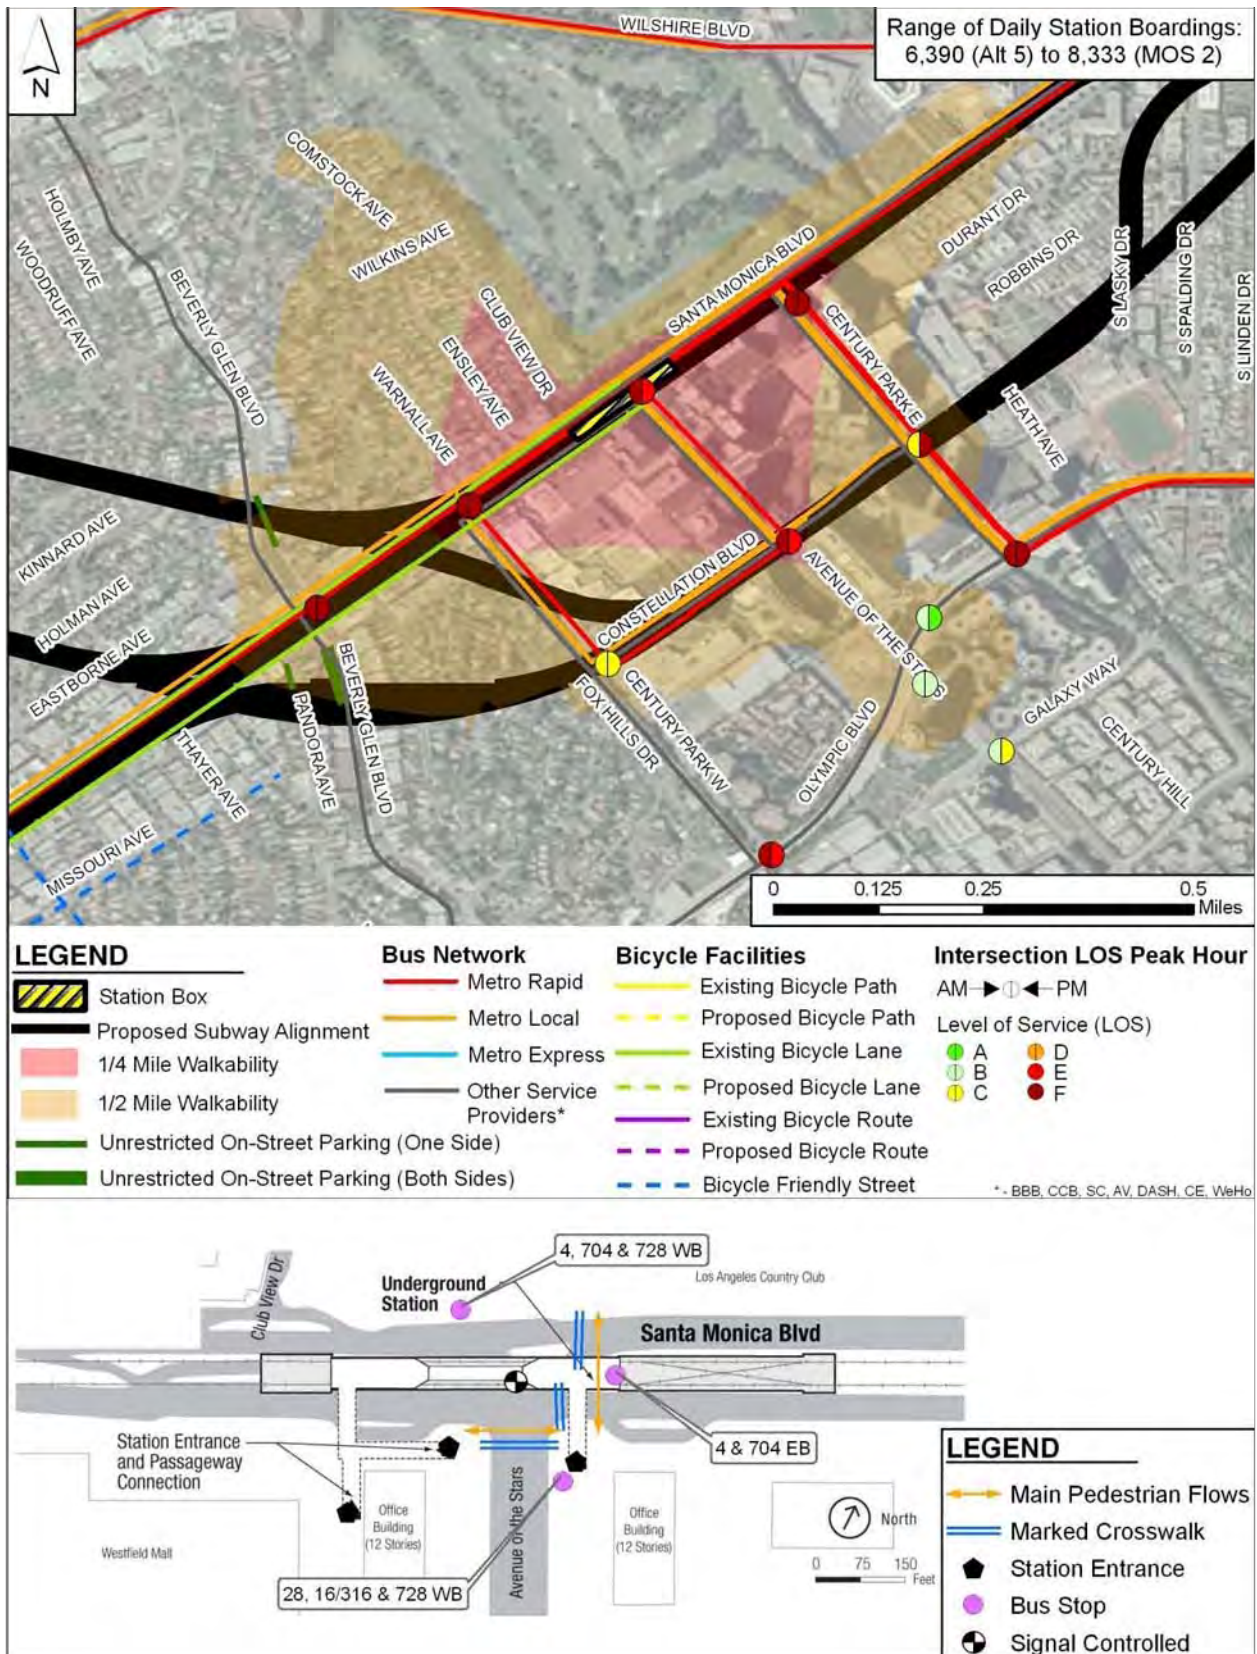 WILSHIRE BLVD
Range of Daily Station Boardings:
6,390 (Alt 5) to 8,333 (MOS 2)
N
COMSTOCK AVE
HOLMBY AVE
WOODRUFF AVE
WILKINS AVE
BEVERLY GLEN BLVD
CLUB VIEW DR
ENSLEY AVE
WARNALL AVE
SANTA MONICA BLVD
DURANT DR
ROBBINS DR
S LASKY DR
S SPALDING DR
S LINDEN DR
CENTURY PARK E
HEATH AVE
KINNARD AVE
HOLMAN AVE
EASTBORNE AVE
CONSTELLATION BLVD
AVENUE OF THE STARS
THAYER AVE
PANDORA AVE
BEVERLY GLEN BLVD
FOX HILLS DR
CENTURY PARK W
OLYMPIC BLVD
GALAXY WAY
CENTURY HILL
MISSOURI AVE
0 0.125 0.25 0.5
Miles
LEGEND
Station Box
Proposed Subway Alignment
1/4 Mile Walkability
1/2 Mile Walkability
Unrestricted On-Street Parking (One Side)
Unrestricted On-Street Parking (Both Sides)
Bus Network
Metro Rapid
Metro Local
Metro Express
Other Service
Providers*
Bicycle Facilities
Existing Bicycle Path
Proposed Bicycle Path
Existing Bicycle Lane
Proposed Bicycle Lane
Existing Bicycle Route
Proposed Bicycle Route
Bicycle Friendly Street
Intersection LOS Peak Hour
AM PM
Level of Service (LOS)
A D
B E
C F
* - BBB, CCB, SC, AV, DASH, CE, WeHo
4, 704 & 728 WB
Los Angeles Country Club
Underground
Station
Club View Dr
Santa Monica Blvd
Station Entrance
and Passageway
Connection
4 & 704 EB
Office
Building
(12 Stories)
Avenue of the Stars
Office
Building
(12 Stories)
Westfield Mall
28, 16/316 & 728 WB
North
0 75 150
Feet
LEGEND
Main Pedestrian Flows
Marked Crosswalk
Station Entrance
Bus Stop
Signal Controlled